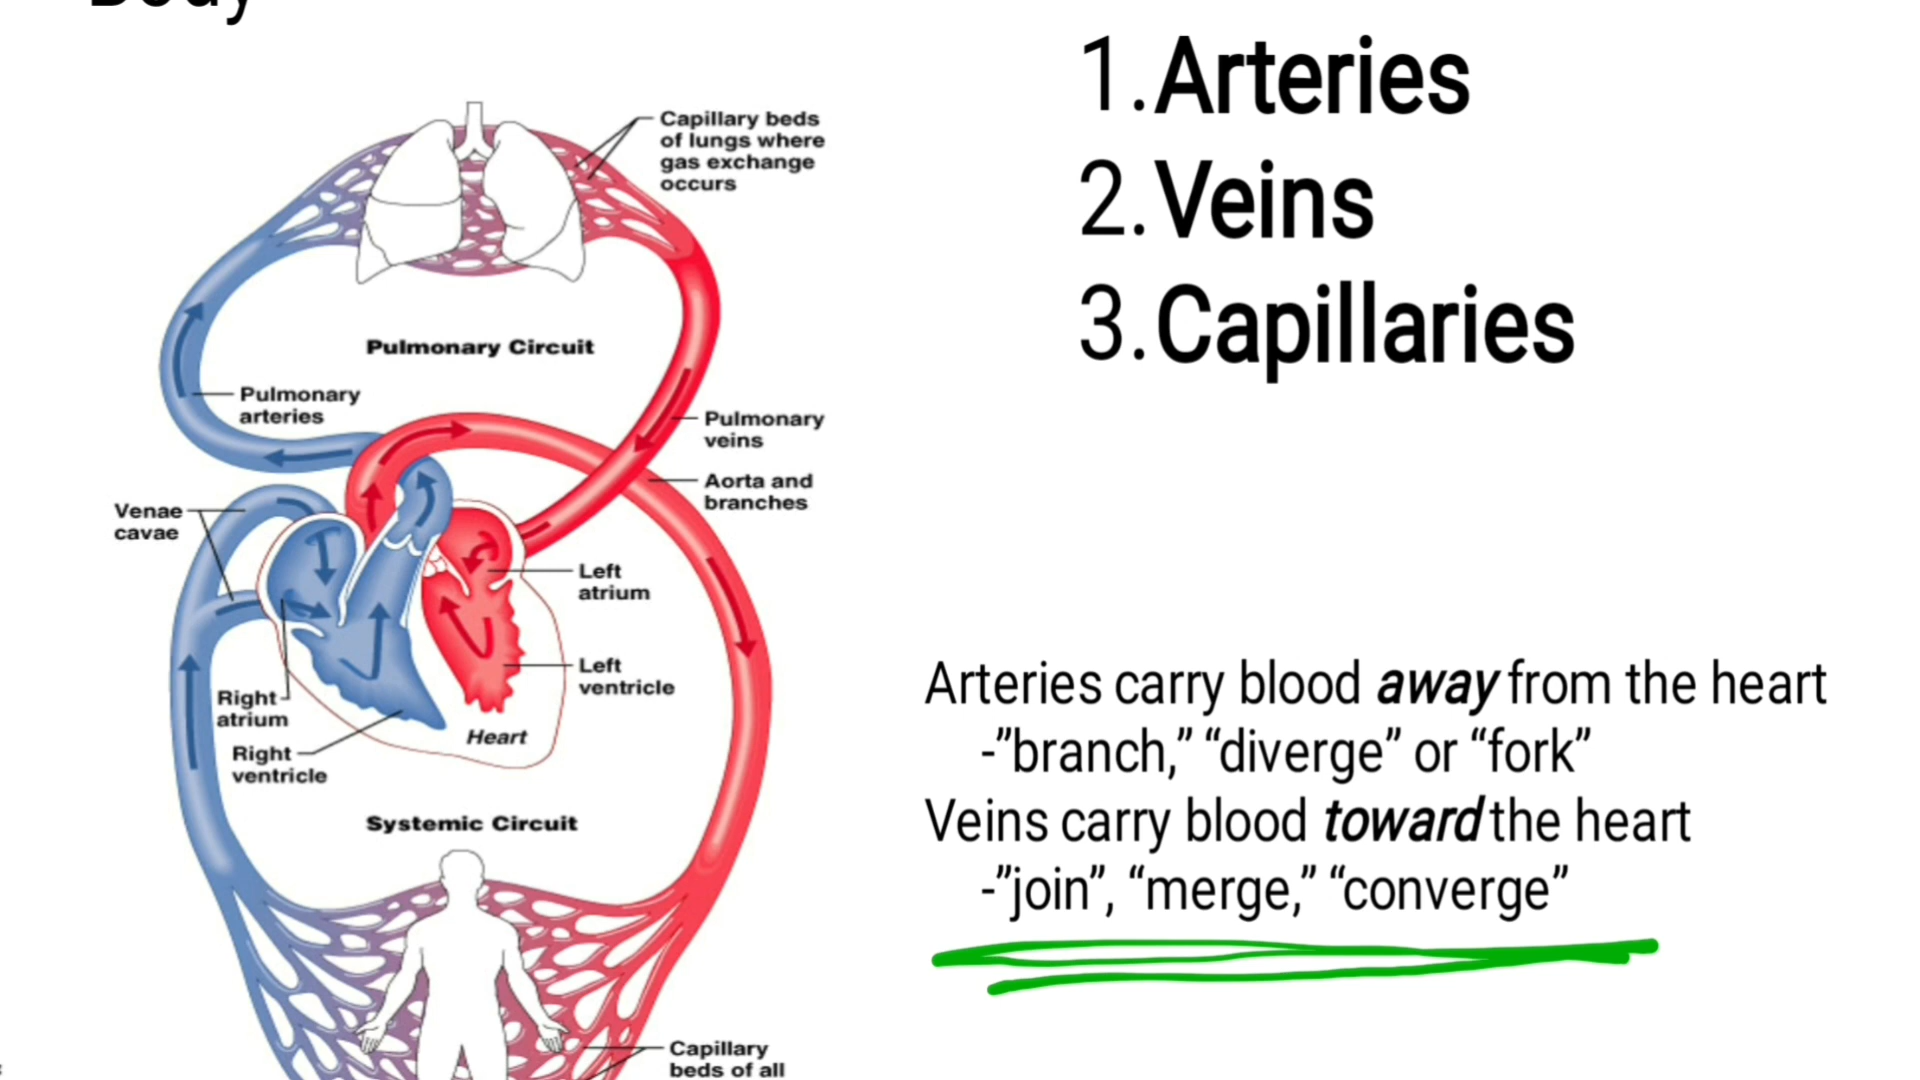 1. Arteries
2. Veins
3. Capillaries
Capillary beds
of lungs where
gas exchange
occurs
Pulmonary Circuit
Pulmonary
arteries
Pulmonary
veins
Aorta and
branches
Venae
cavae
Left
atrium
Left
ventricle
Right
atrium
Right
ventricle
Heart
Systemic Circuit
Capillary
beds of all
Arteries carry blood away from the heart
-”branch,” “diverge” or “fork”
Veins carry blood toward the heart
-”join”, “merge,” “converge”